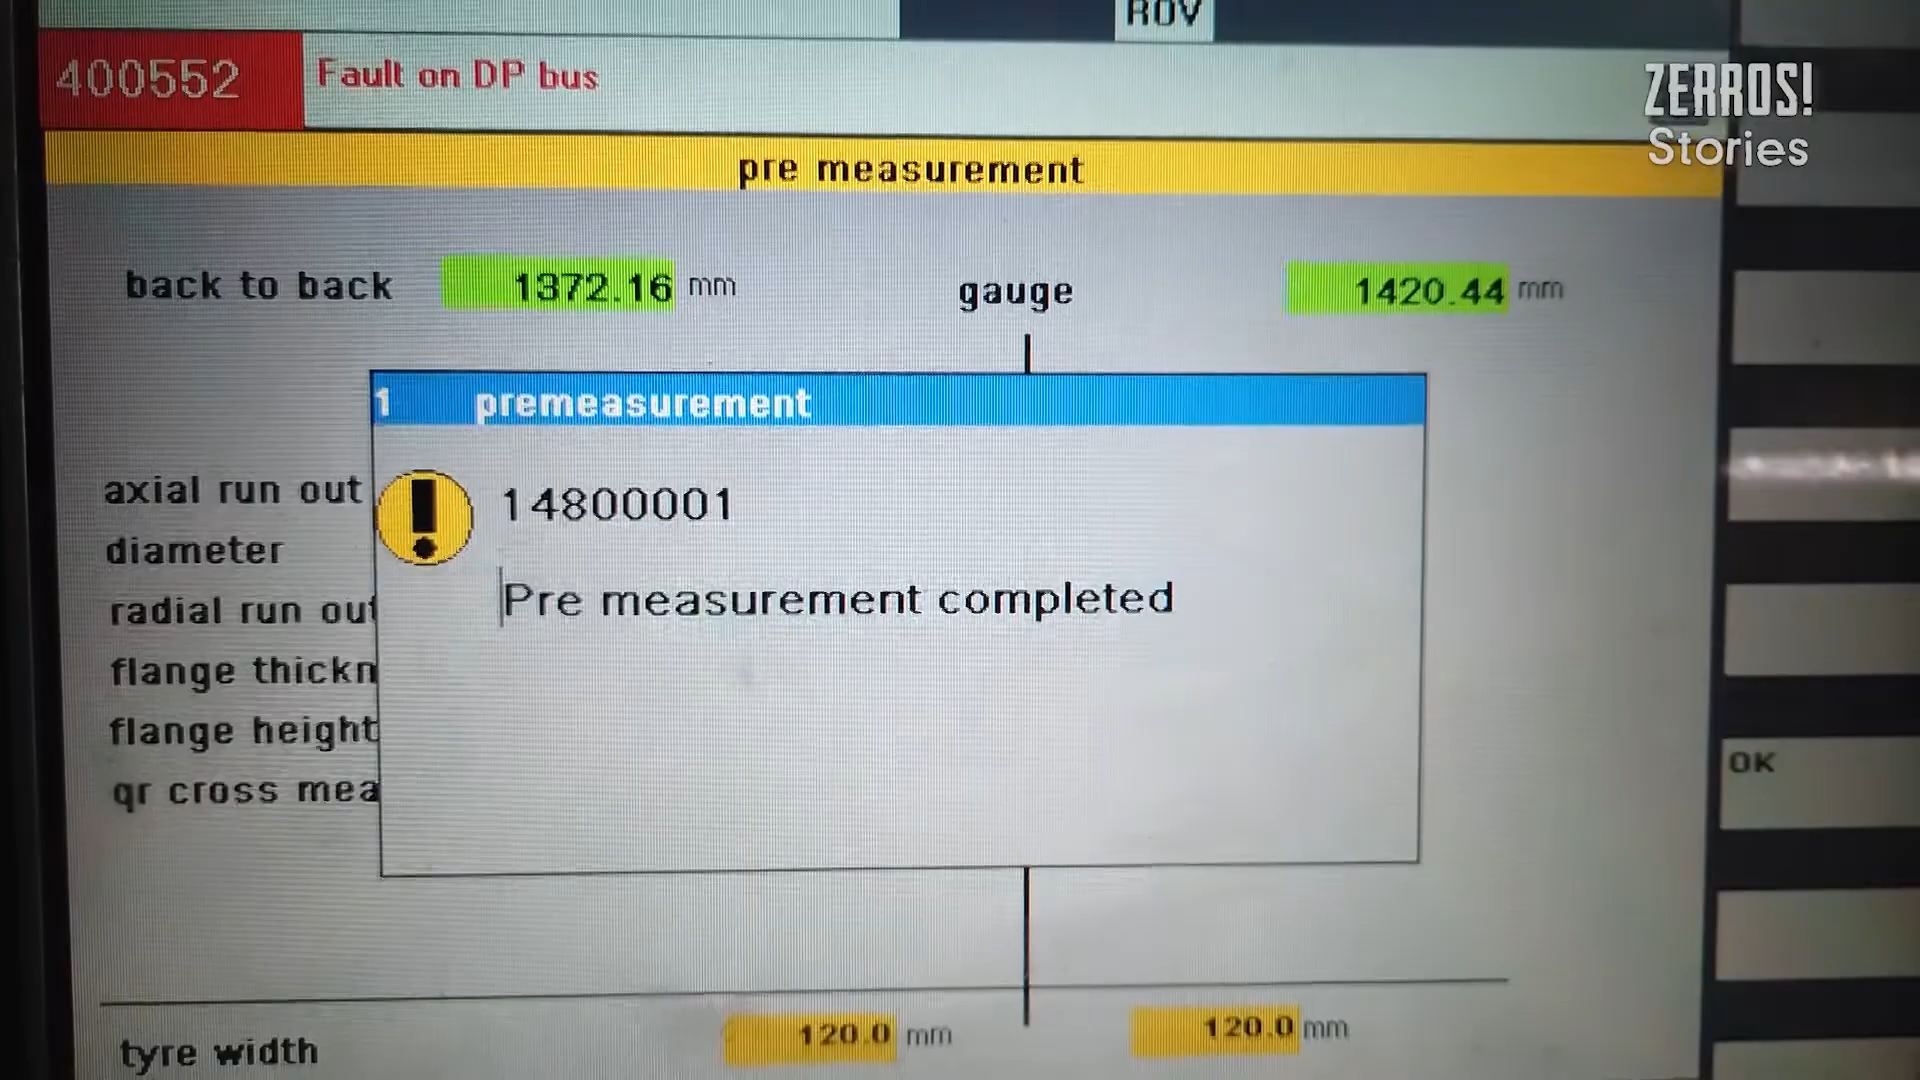 ROV
400552 Fault on DP bus
ZERROS!
Stories
pre measurement
back to back 1372.16 mm gauge 1420.44 mm
1 premeasurement
axial run out
14800001
diameter
Pre measurement completed
radial run out
flange thickn
flange height
qr cross mea
OK
tyre width 120.0 mm 120.0 mm